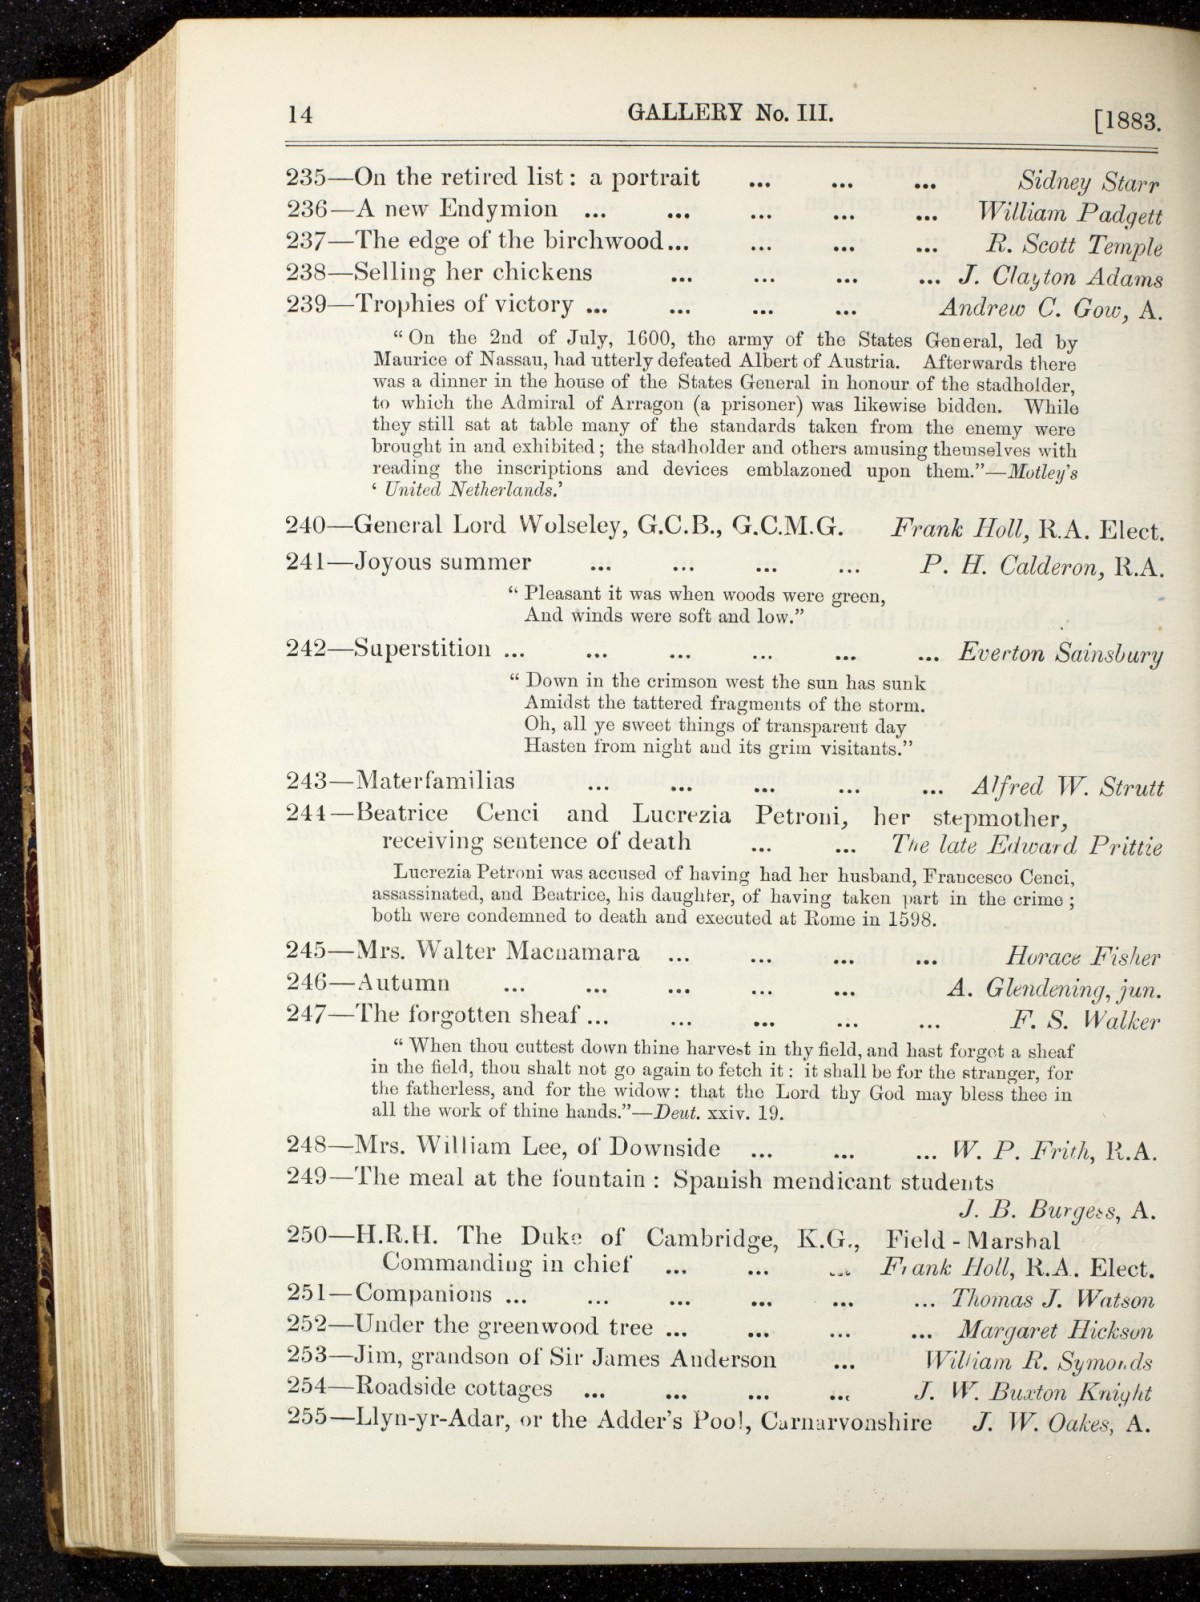 14 GALLERY No. III. [1883.
235—On the retired list: a portrait ... ... ... Sidney Starr
236—A new Endymion ... ... ... ... ... William Padgett
237—The edge of the birchwood... ... ... ... R. Scott Temple
238—Selling her chickens ... ... ... ... J. Clayton Adams
239—Trophies of victory ... ... ... ... Andrew C. Gow, A.
“On the 2nd of July, 1600, the army of the States General, led by
Maurice of Nassau, had utterly defeated Albert of Austria. Afterwards there
was a dinner in the house of the States General in honour of the stadholder,
to which the Admiral of Arragon (a prisoner) was likewise bidden. While
they still sat at table many of the standards taken from the enemy were
brought in and exhibited; the stadholder and others amusing themselves with
reading the inscriptions and devices emblazoned upon them.”—Motley's
‘United Netherlands.’
240—General Lord Wolseley, G.C.B., G.C.M.G. Frank Holl, R.A. Elect.
241—Joyous summer ... ... ... ... P. H. Calderon, R.A.
“Pleasant it was when woods were green,
And winds were soft and low.”
242—Superstition ... ... ... ... ... ... Everton Sainsbury
“Down in the crimson west the sun has sunk
Amidst the tattered fragments of the storm.
Oh, all ye sweet things of transparent day
Hasten from night and its grim visitants.”
243—Materfamilias ... ... ... ... ... Alfred W. Strutt
244—Beatrice Cenci and Lucrezia Petroni, her stepmother,
receiving sentence of death ... ... The late Edward Prittie
Lucrezia Petroni was accused of having had her husband, Francesco Cenci,
assassinated, and Beatrice, his daughter, of having taken part in the crime;
both were condemned to death and executed at Rome in 1598.
245—Mrs. Walter Macnamara ... ... ... ... Horace Fisher
246—Autumn ... ... ... ... ... A. Glendening, jun.
247—The forgotten sheaf... ... ... ... ... F. S. Walker
“When thou cuttest down thine harvest in thy field, and hast forgot a sheaf
in the field, thou shalt not go again to fetch it: it shall be for the stranger, for
the fatherless, and for the widow: that the Lord thy God may bless thee in
all the work of thine hands.”—Deut. xxiv. 19.
248—Mrs. William Lee, of Downside ... ... ... W. P. Frith, R.A.
249—The meal at the fountain: Spanish mendicant students
J. B. Burgess, A.
250—H.R.H. The Duke of Cambridge, K.G., Field-Marshal
Commanding in chief ... ... ... Frank Holl, R.A. Elect.
251—Companions ... ... ... ... ... ... Thomas J. Watson
252—Under the greenwood tree ... ... ... ... Margaret Hickson
253—Jim, grandson of Sir James Anderson ... William R. Symonds
254—Roadside cottages ... ... ... ... J. W. Buxton Knight
255—Llyn-yr-Adar, or the Adder's Pool, Carnarvonshire J. W. Oakes, A.